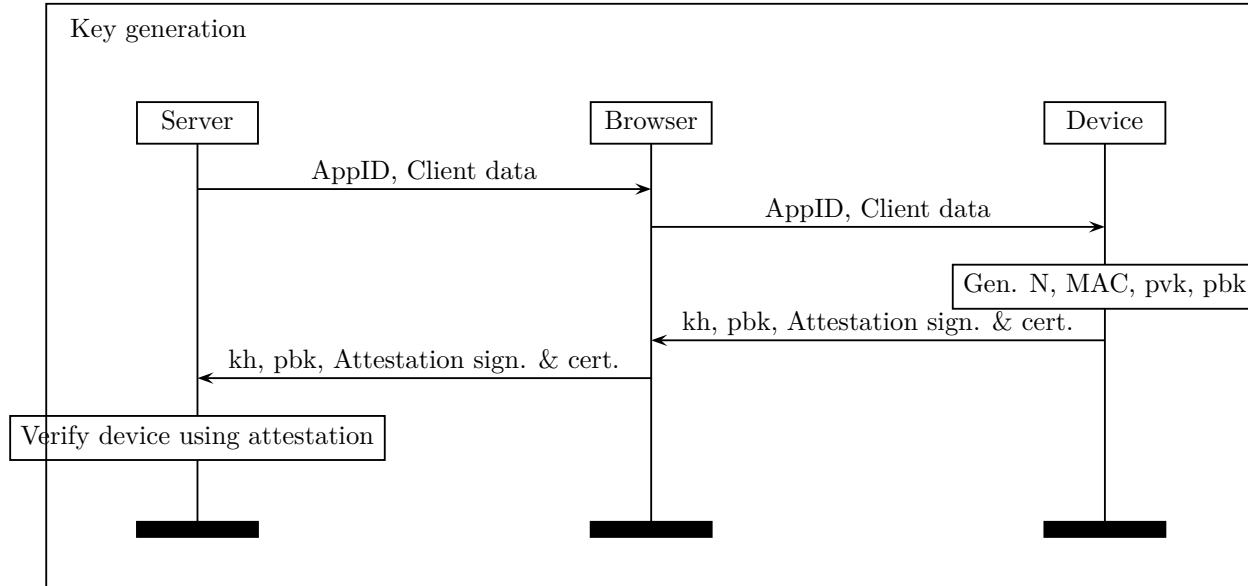 Key generation
Server
Browser
Device
AppID, Client data
AppID, Client data
Gen. N, MAC, pvk, pbk
kh, pbk, Attestation sign. & cert.
kh, pbk, Attestation sign. & cert.
Verify device using attestation